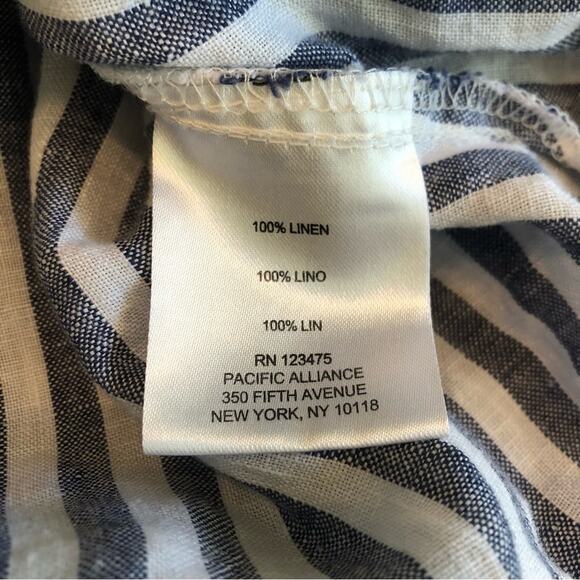 100% LINEN
100% LINO
100% LIN
RN 123475
PACIFIC ALLIANCE
350 FIFTH AVENUE
NEW YORK, NY 10118